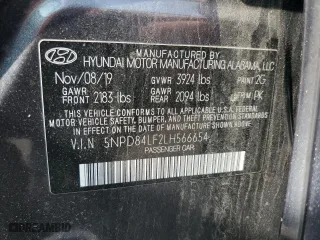 MANUFACTURED BY
HYUNDAI MOTOR MANUFACTURING ALABAMA, LLC
Nov/08/19 GVWR 3924 lbs PAINT 2G
GAWR FRONT 2183 lbs GAWR REAR 2094 lbs TRIM PK
THIS VEHICLE CONFORMS TO ALL APPLICABLE U.S.A. FEDERAL
MOTOR VEHICLE SAFETY, BUMPER, AND THEFT PREVENTION
STANDARDS IN EFFECT ON THE DATE OF MANUFACTURE SHOWN ABOVE.
V.I.N 5NPD84LF2LH566654
PASSENGER CAR